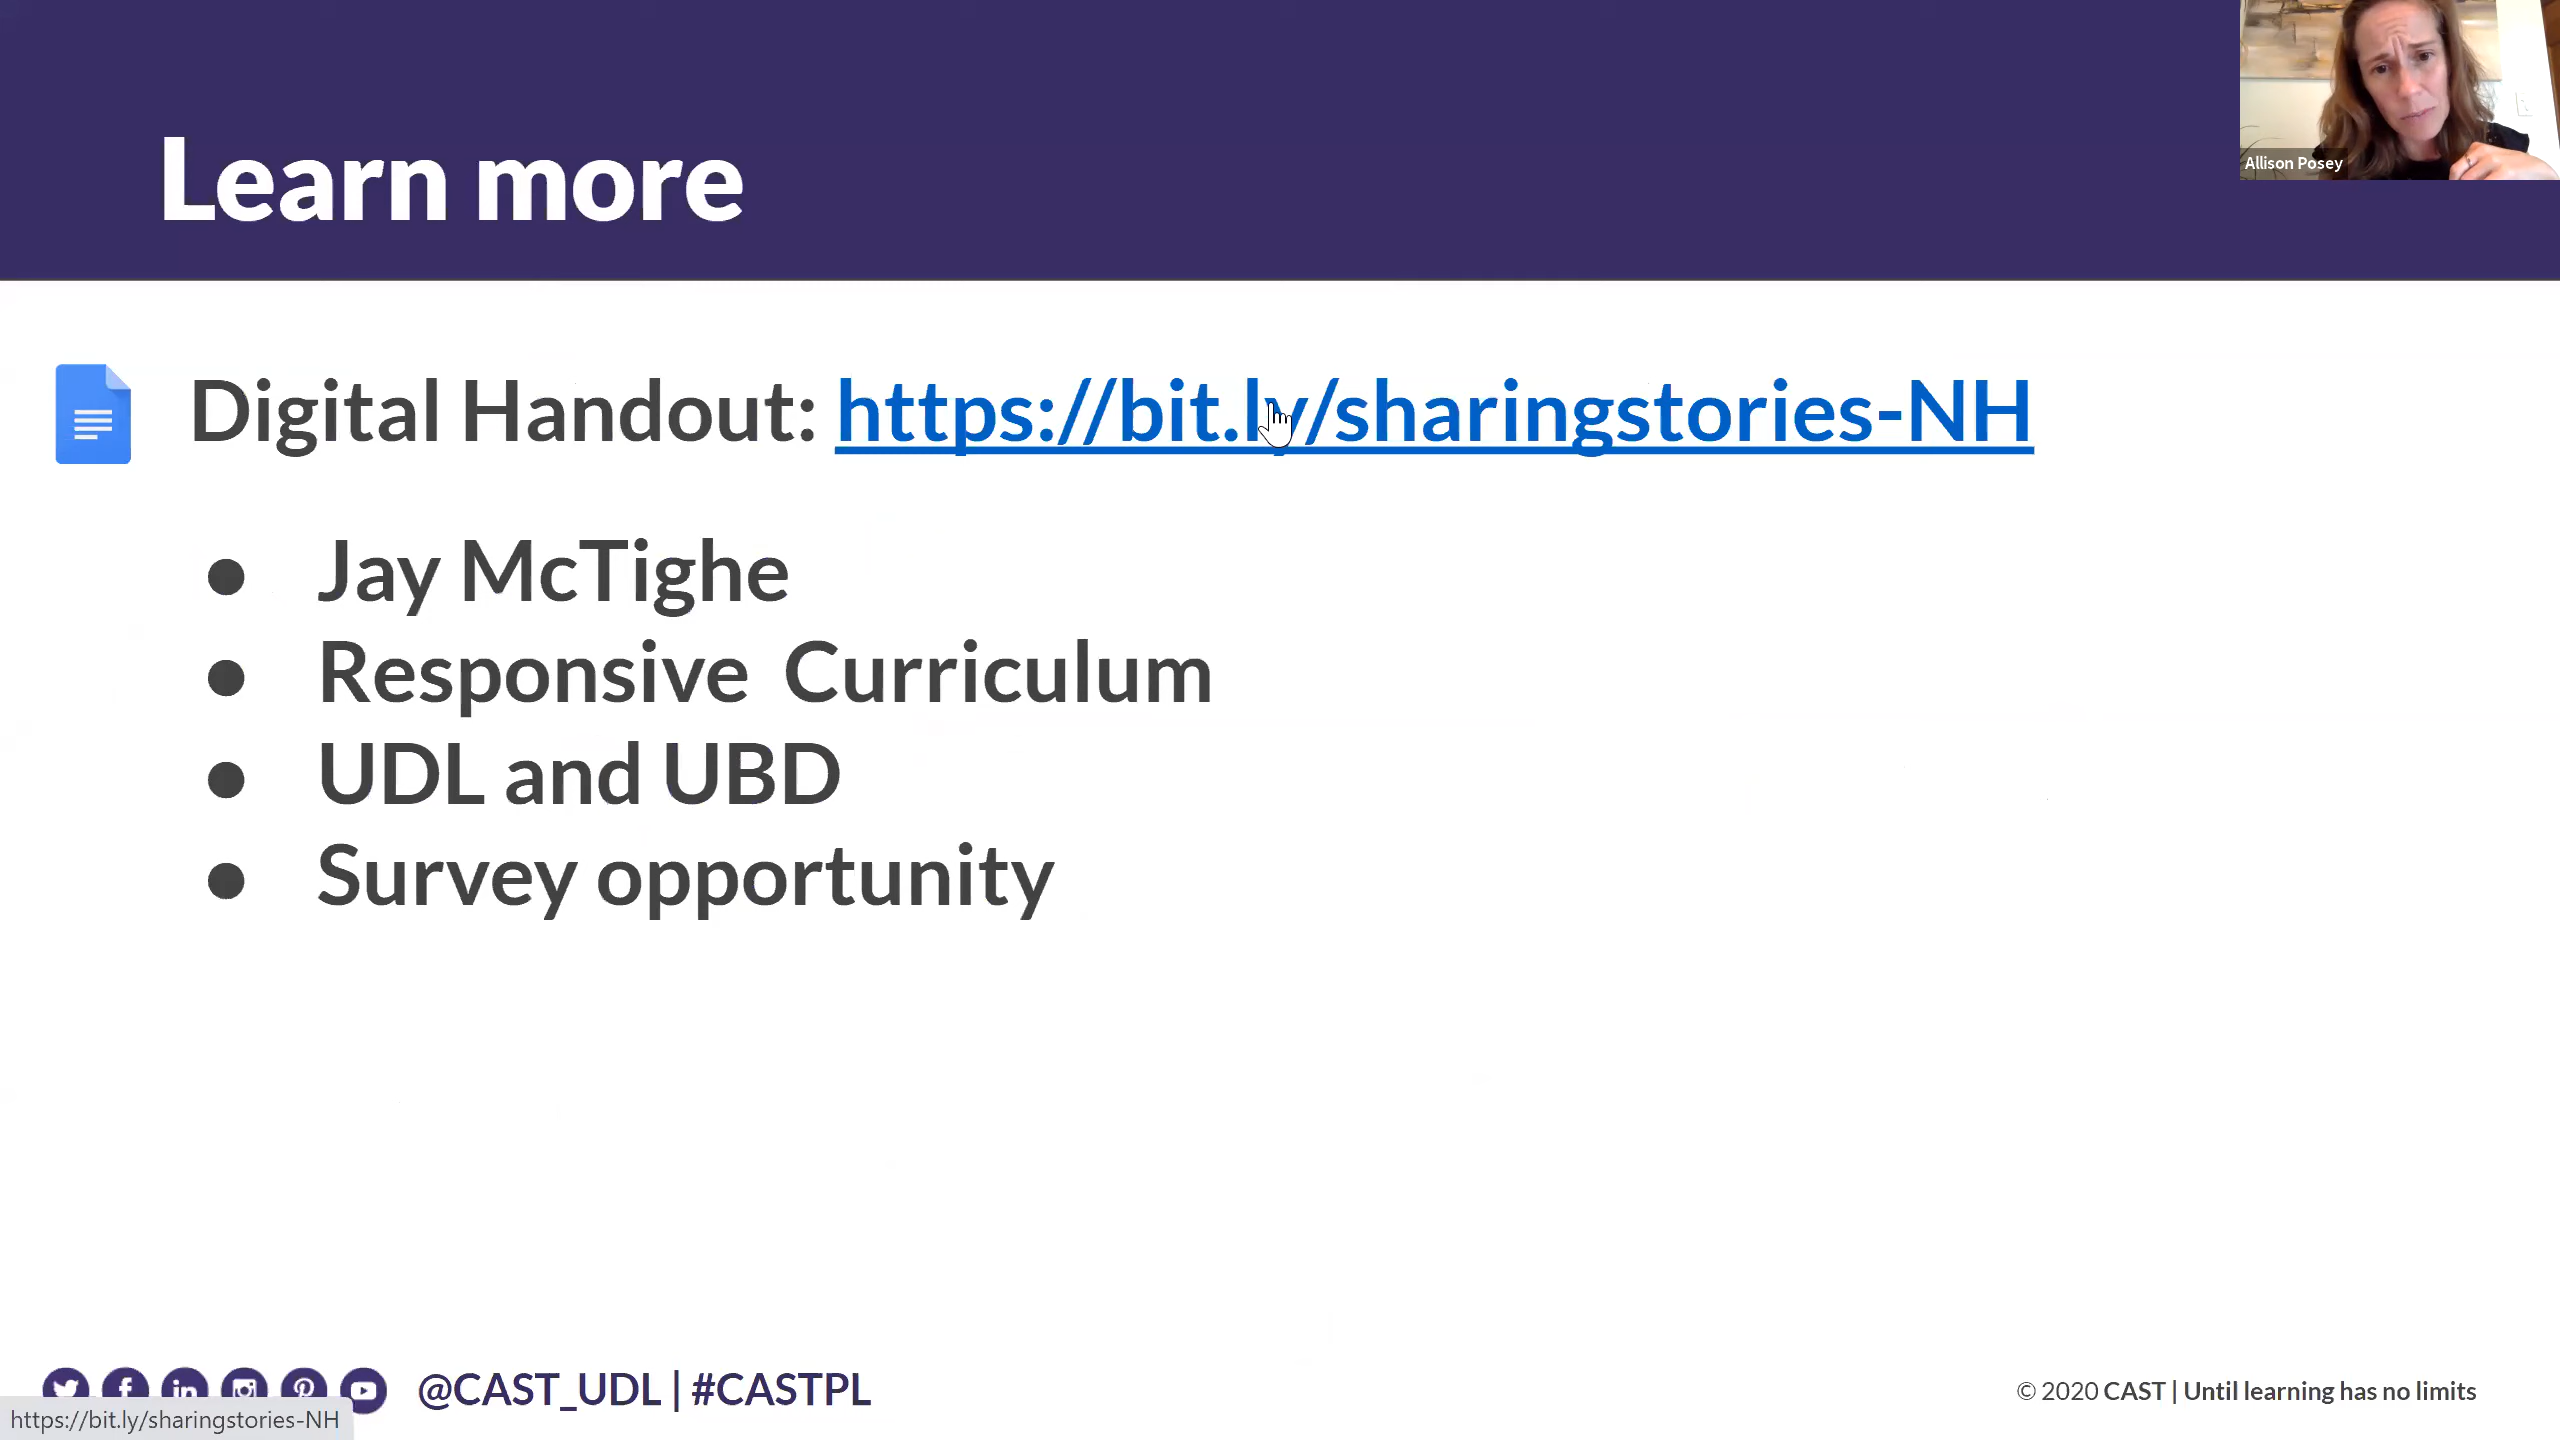 Learn more
Allison Posey
Digital Handout: https://bit.ly/sharingstories-NH
● Jay McTighe
● Responsive  Curriculum
● UDL and UBD
● Survey opportunity
@CAST_UDL | #CASTPL
© 2020 CAST | Until learning has no limits
https://bit.ly/sharingstories-NH